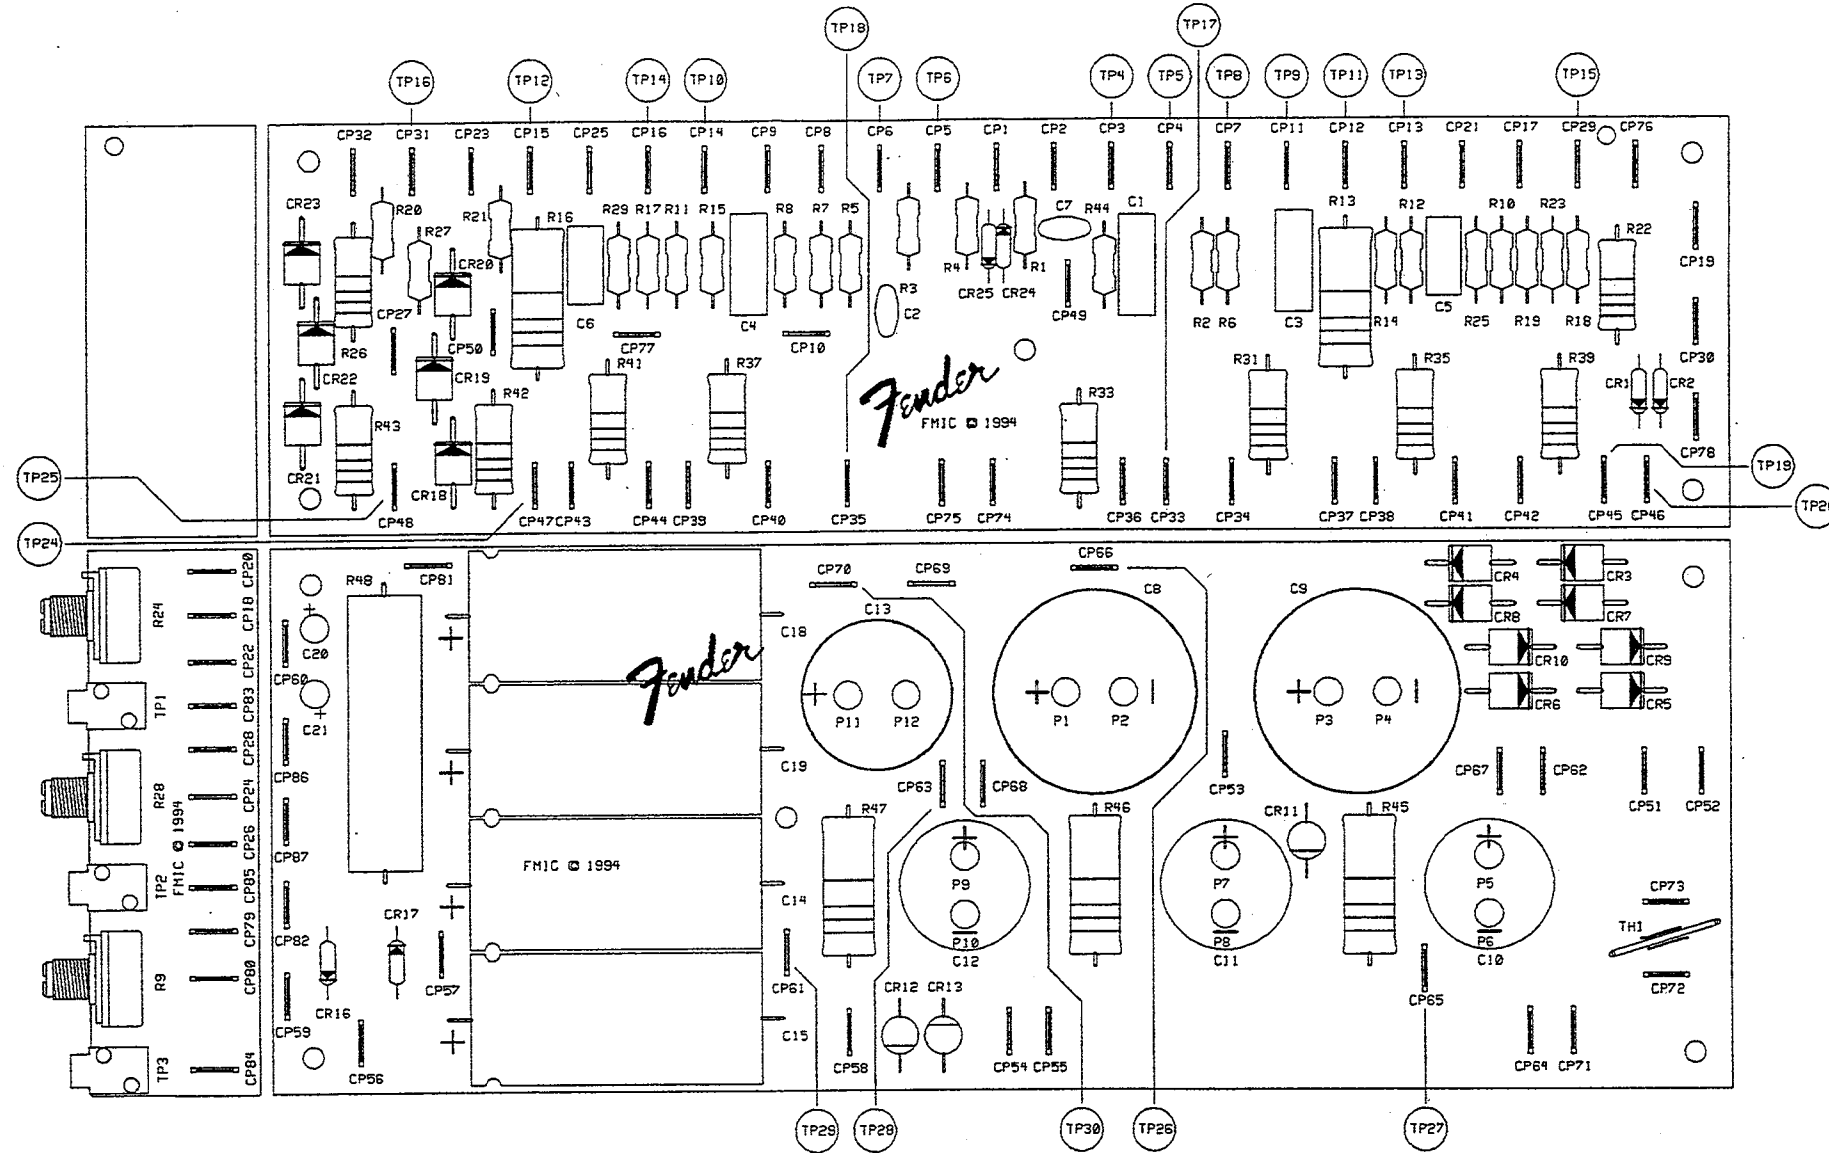 TP18 TP17
TP16 TP12 TP14 TP10 TP7 TP6 TP4 TP5 TP8 TP9 TP11 TP13 TP15
CP32 CP31 CP23 CP15 CP25 CP16 CP14 CP9 CP8 CP6 CP5 CP1 CP2 CP3 CP4 CP7 CP11 CP12 CP13 CP21 CP17 CP29 CP76
CR23 R20 R21 R16 R29 R17 R11 R15 R8 R7 R5 C7 R44 C1 R13 R12 R10 R23 R22
R27 CR20 R4 R1 CP19
CP27 R3 CR25 CR24 CP49
C6 C4 C2 R2 R6 C3 R14 C5 R25 R19 R18
R26 CP50 CP77 CP10 CP30
CR22 CR19 R41 R37 R31 R35 R39
R42 Fender R33 CR1 CR2
R43 FMIC © 1994
CP78
TP25 CR21 CR18 TP19
CP48 CP47 CP43 CP44 CP39 CP40 CP35 CP75 CP74 CP36 CP33 CP34 CP37 CP38 CP41 CP42 CP45 CP46
TP24
CP20 R48 CP81 CP70 CP69 CP66 CR4 CR3
R24 CP18 C13 C8 C9
C20 + + C18 CR8 CR7
CP22 CP60 Fender CR10 CR9
TP1 CP83 + P11 P12 + P1 P2 − + P3 P4 − CR6 CR5
C21 +
CP28 CP86 + C19 CP63 CP68 CP53 CP67 CP62 CP51 CP52
R28 CP24 R47 R46 CR11 R45
FMIC © 1994
CP26 CP87 FMIC © 1994 + + +
TP2 CP85 + C14 P9 P7 P5 CP73
CP79 CP82 CR17 P10 P8 P6 TH1
C12 C11 C10
R9 CP80 CP57 CP61 CR12 CR13 CP65 CP72
CP59 CR16
+ C15
TP3 CP84 CP56 CP58 CP54 CP55 CP64 CP71
TP29 TP28 TP30 TP26 TP27